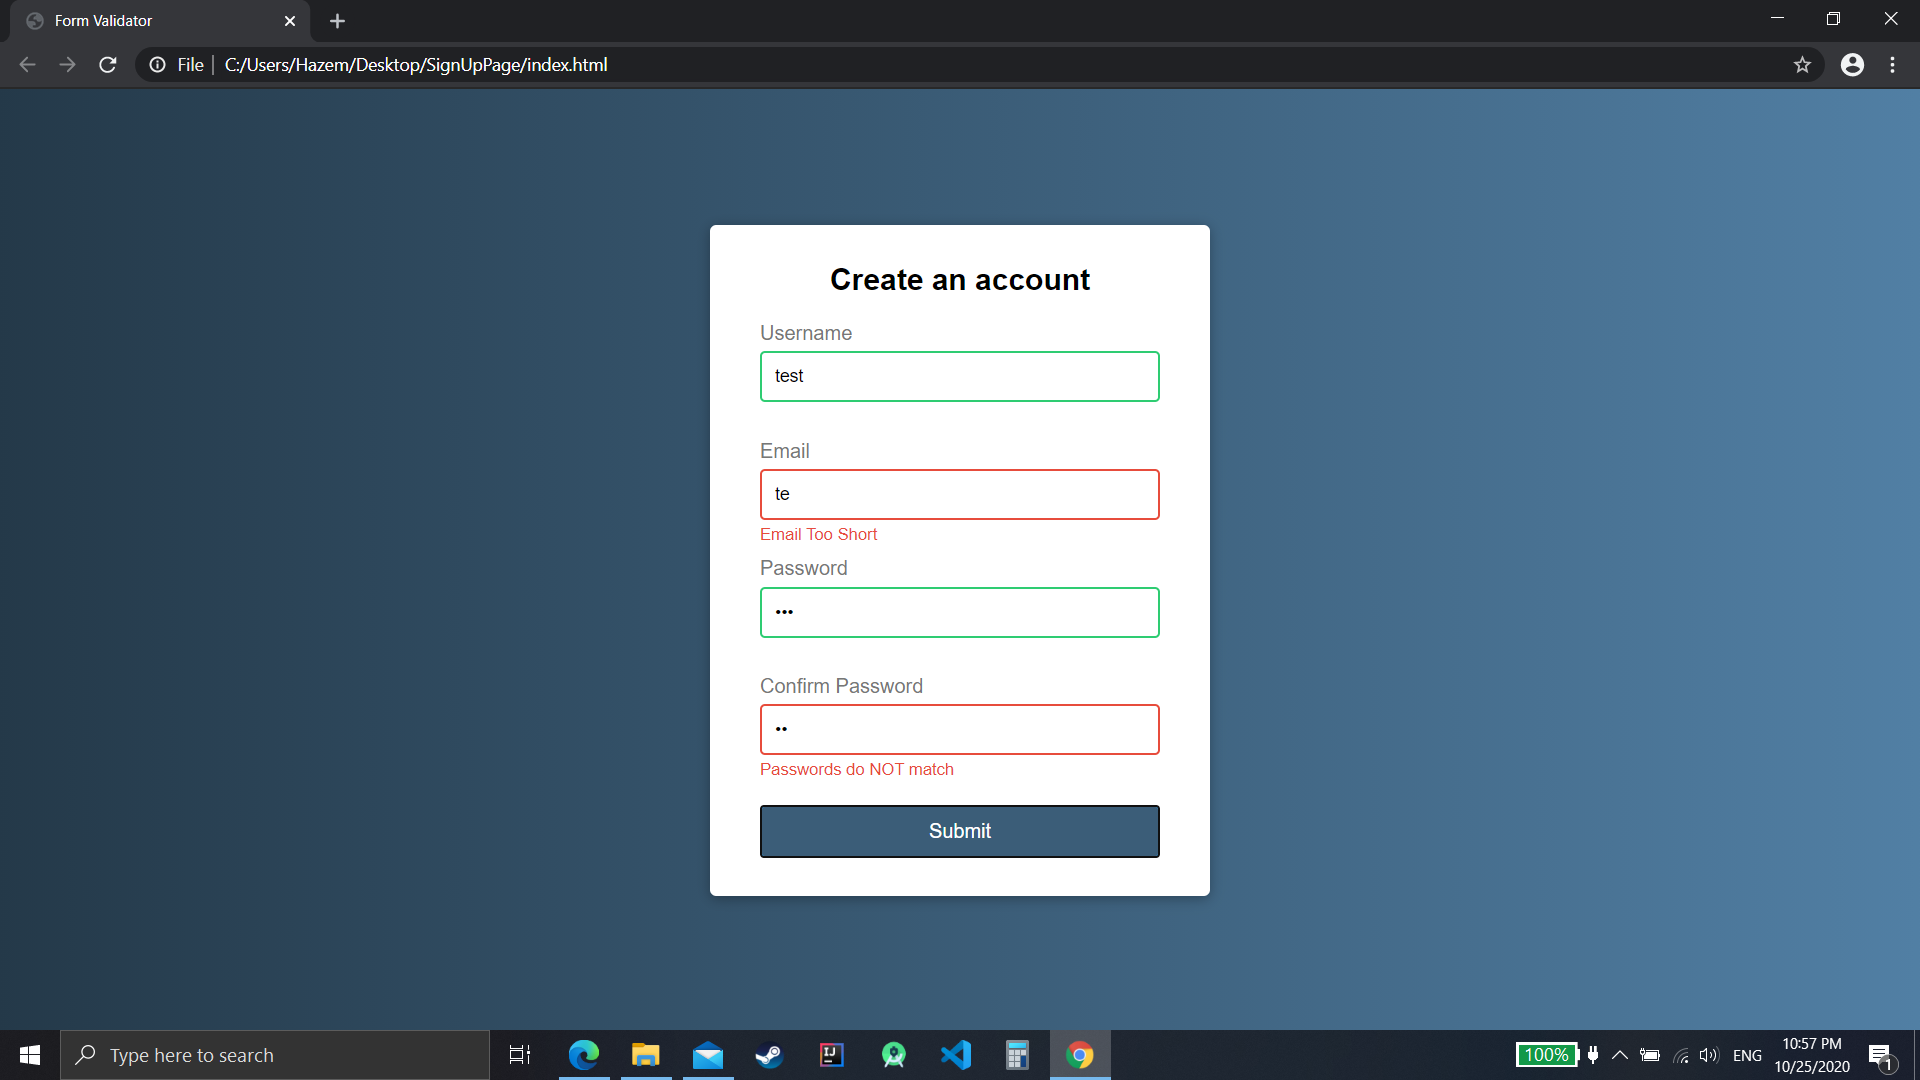 Form Validator
File
C:/Users/Hazem/Desktop/SignUpPage/index.html
Create an account
Username
test
Email
te
Email Too Short
Password
•••
Confirm Password
••
Passwords do NOT match
Submit
Type here to search
IJ
100%
ENG
10:57 PM
10/25/2020
1